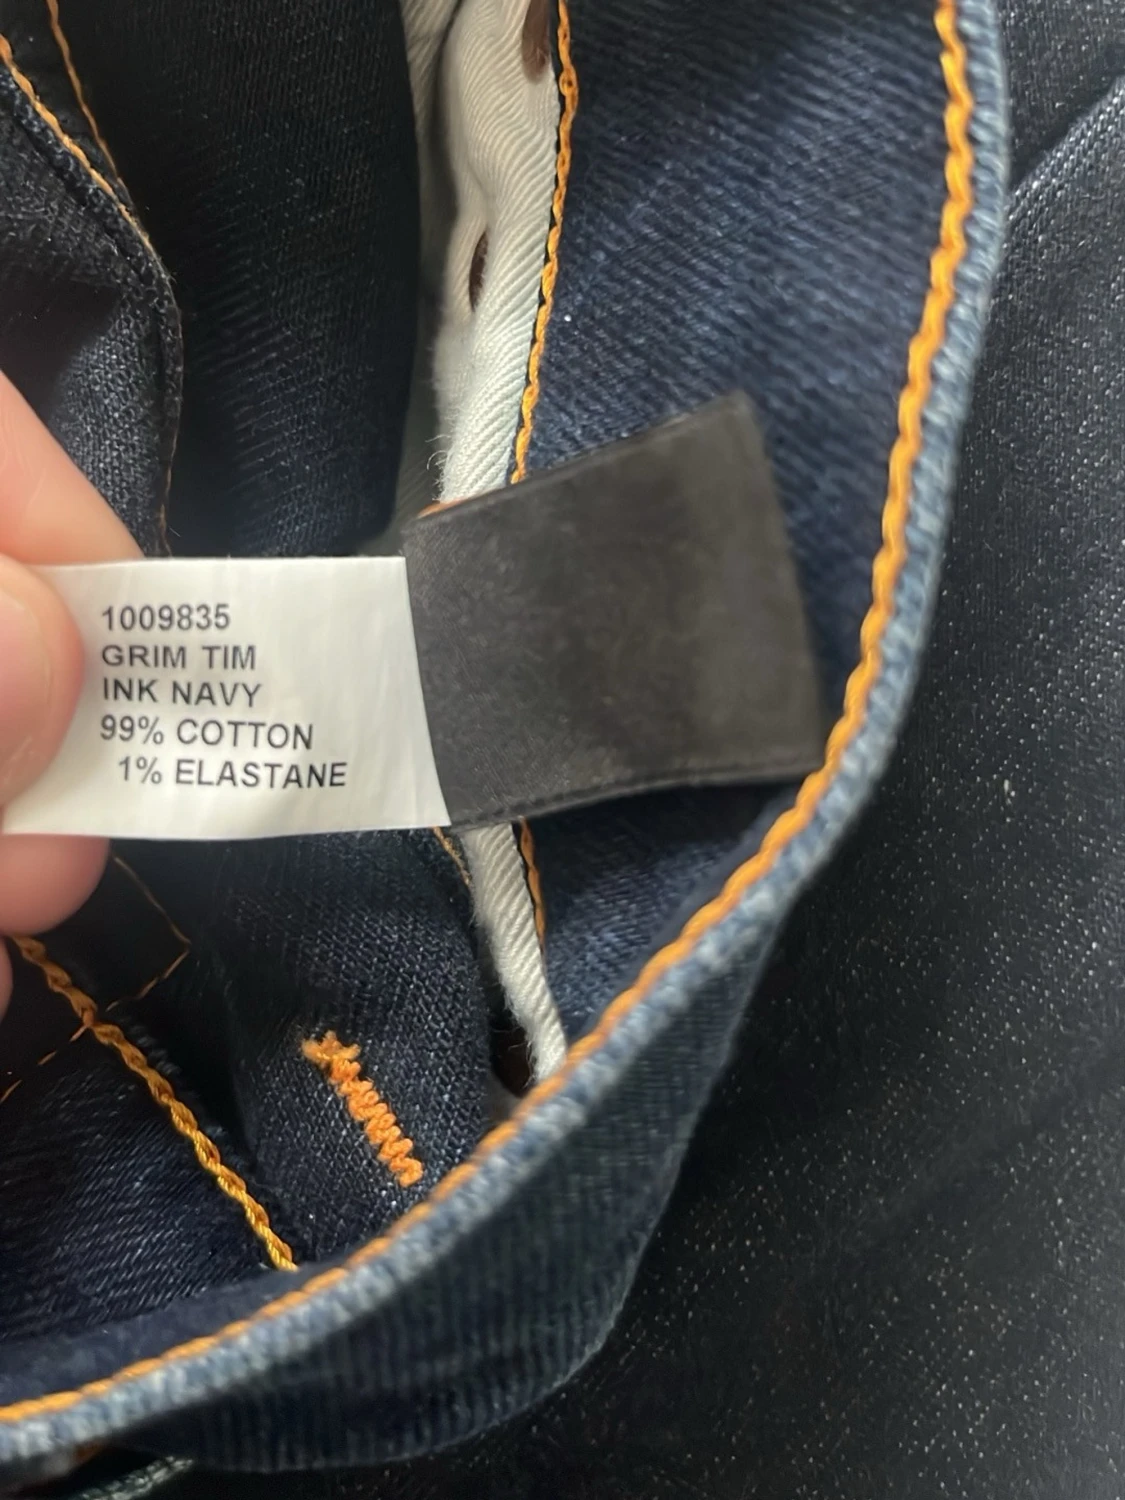 1009835
GRIM TIM
INK NAVY
99% COTTON
1% ELASTANE